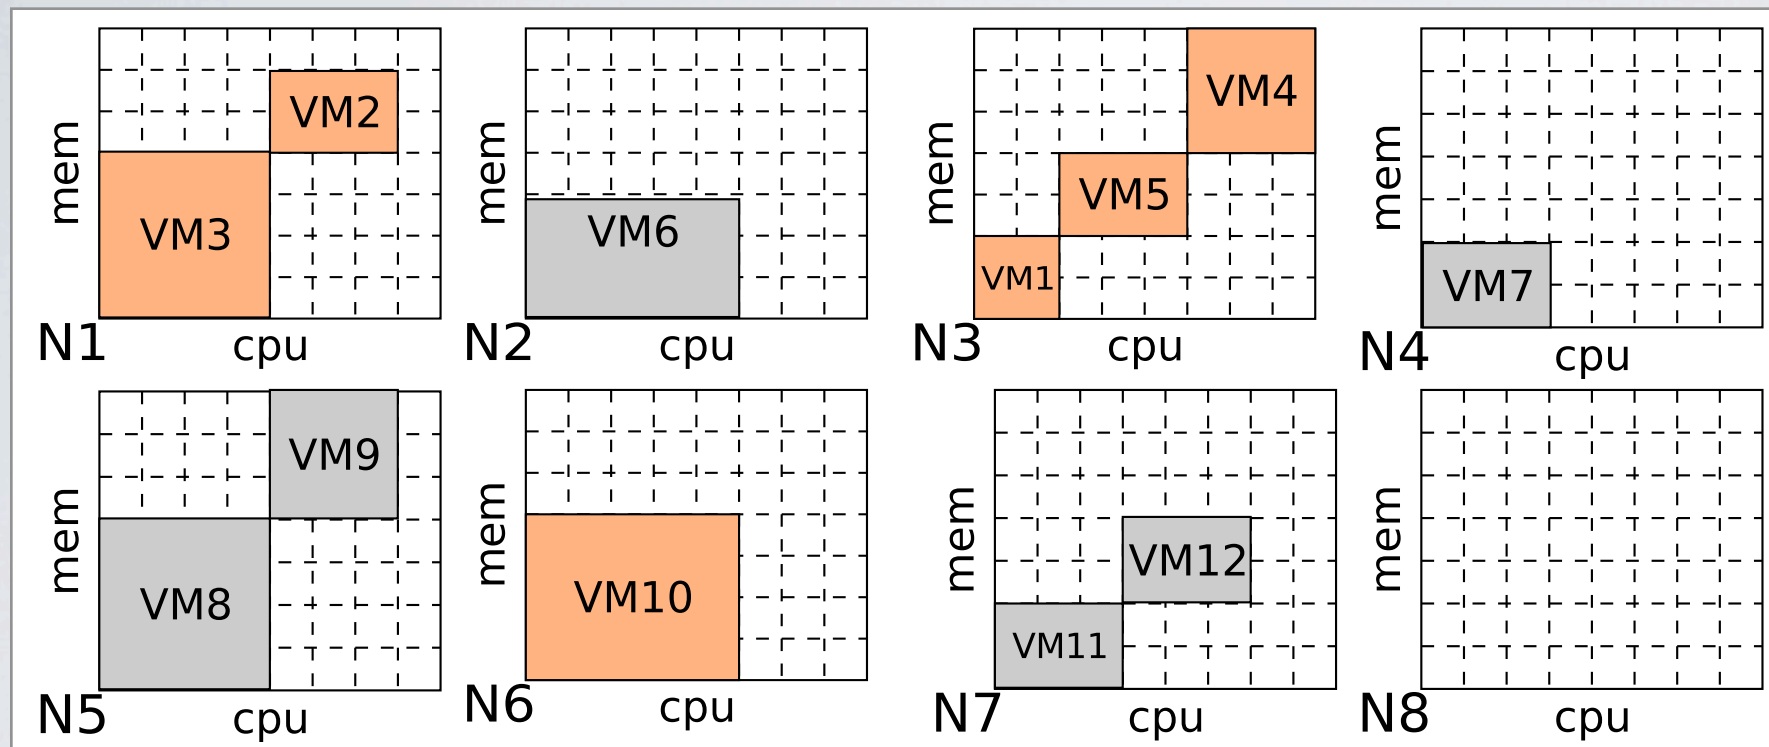 mem
VM2
VM3
N1
cpu
mem
VM6
N2
cpu
mem
VM4
VM5
VM1
N3
cpu
mem
VM7
N4
cpu
mem
VM9
VM8
N5
cpu
mem
VM10
N6
cpu
mem
VM12
VM11
N7
cpu
mem
N8
cpu